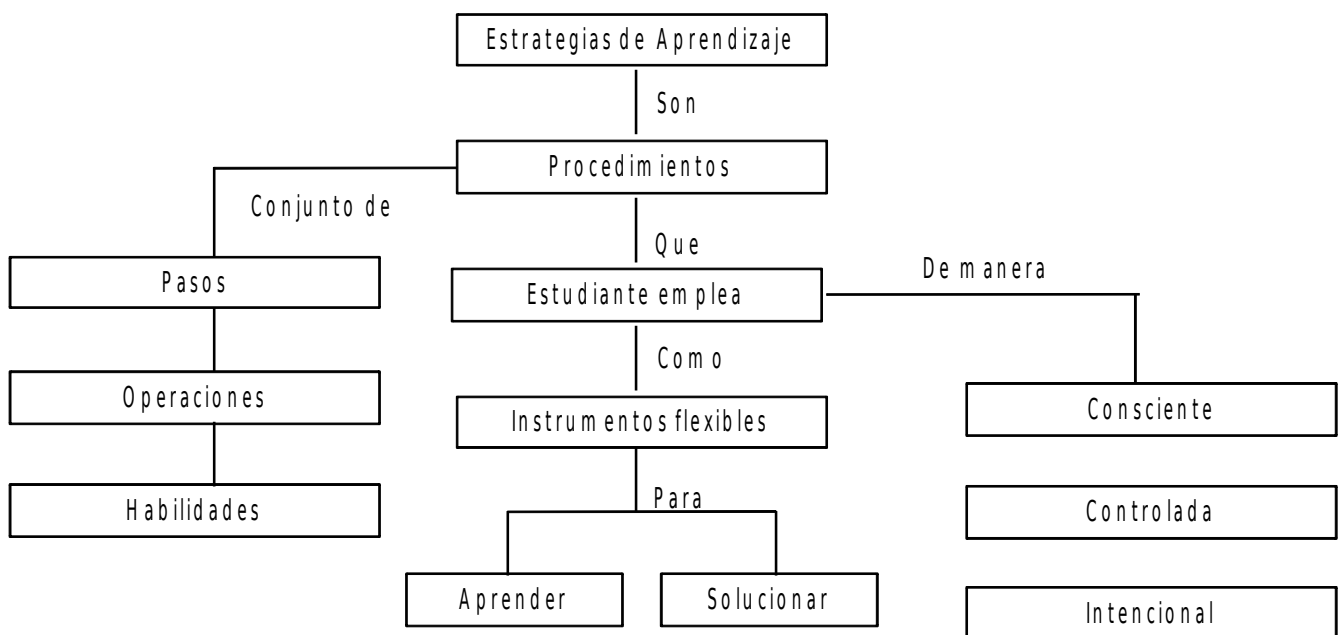 Estrategias de Aprendizaje
Son
Procedimientos
Conjunto de
Que
De manera
Pasos
Estudiante emplea
Como
Operaciones
Instrumentos flexibles
Consciente
Habilidades
Para
Controlada
Aprender
Solucionar
Intencional